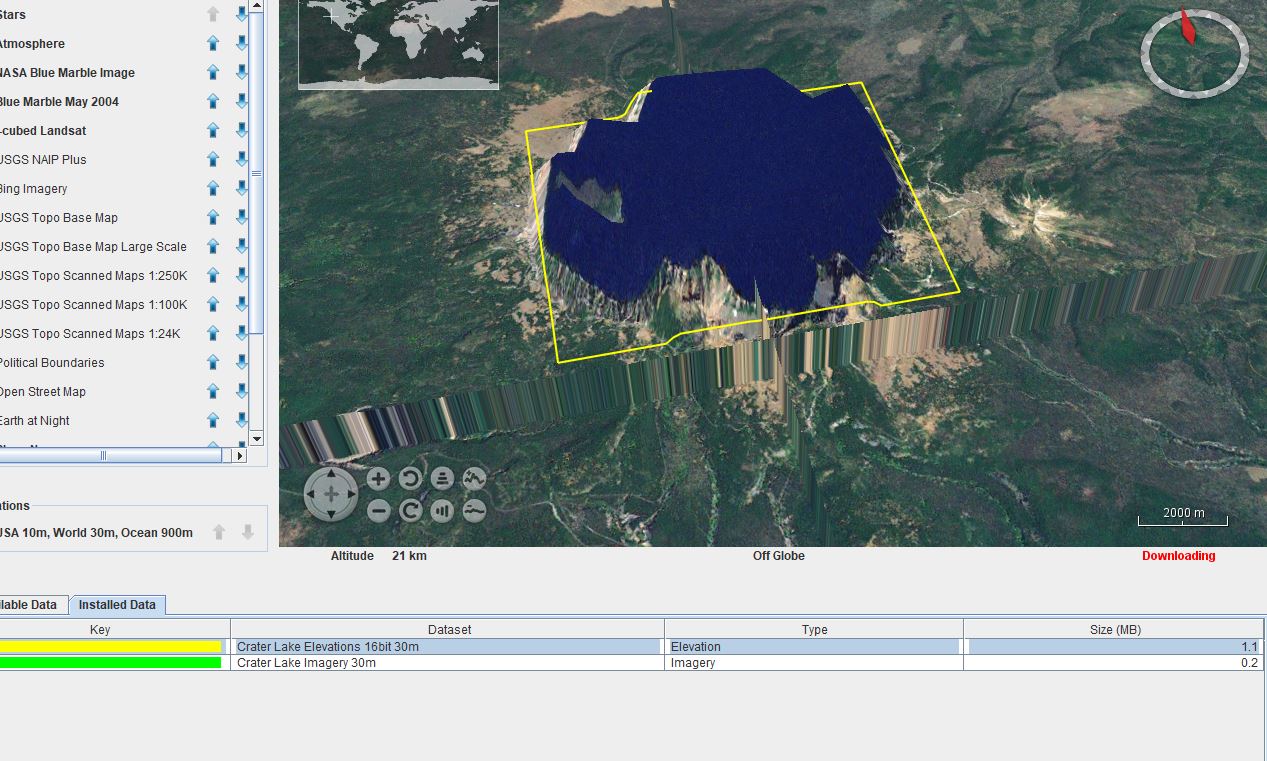 Stars
Atmosphere
NASA Blue Marble Image
Blue Marble May 2004
-cubed Landsat
USGS NAIP Plus
Bing Imagery
USGS Topo Base Map
USGS Topo Base Map Large Scale
USGS Topo Scanned Maps 1:250K
USGS Topo Scanned Maps 1:100K
USGS Topo Scanned Maps 1:24K
Political Boundaries
Open Street Map
Earth at Night
ations
USA 10m, World 30m, Ocean 900m
2000 m
Altitude 21 km Off Globe Downloading
ilable Data Installed Data
Key Dataset Type Size (MB)
Crater Lake Elevations 16bit 30m Elevation 1.1
Crater Lake Imagery 30m Imagery 0.2